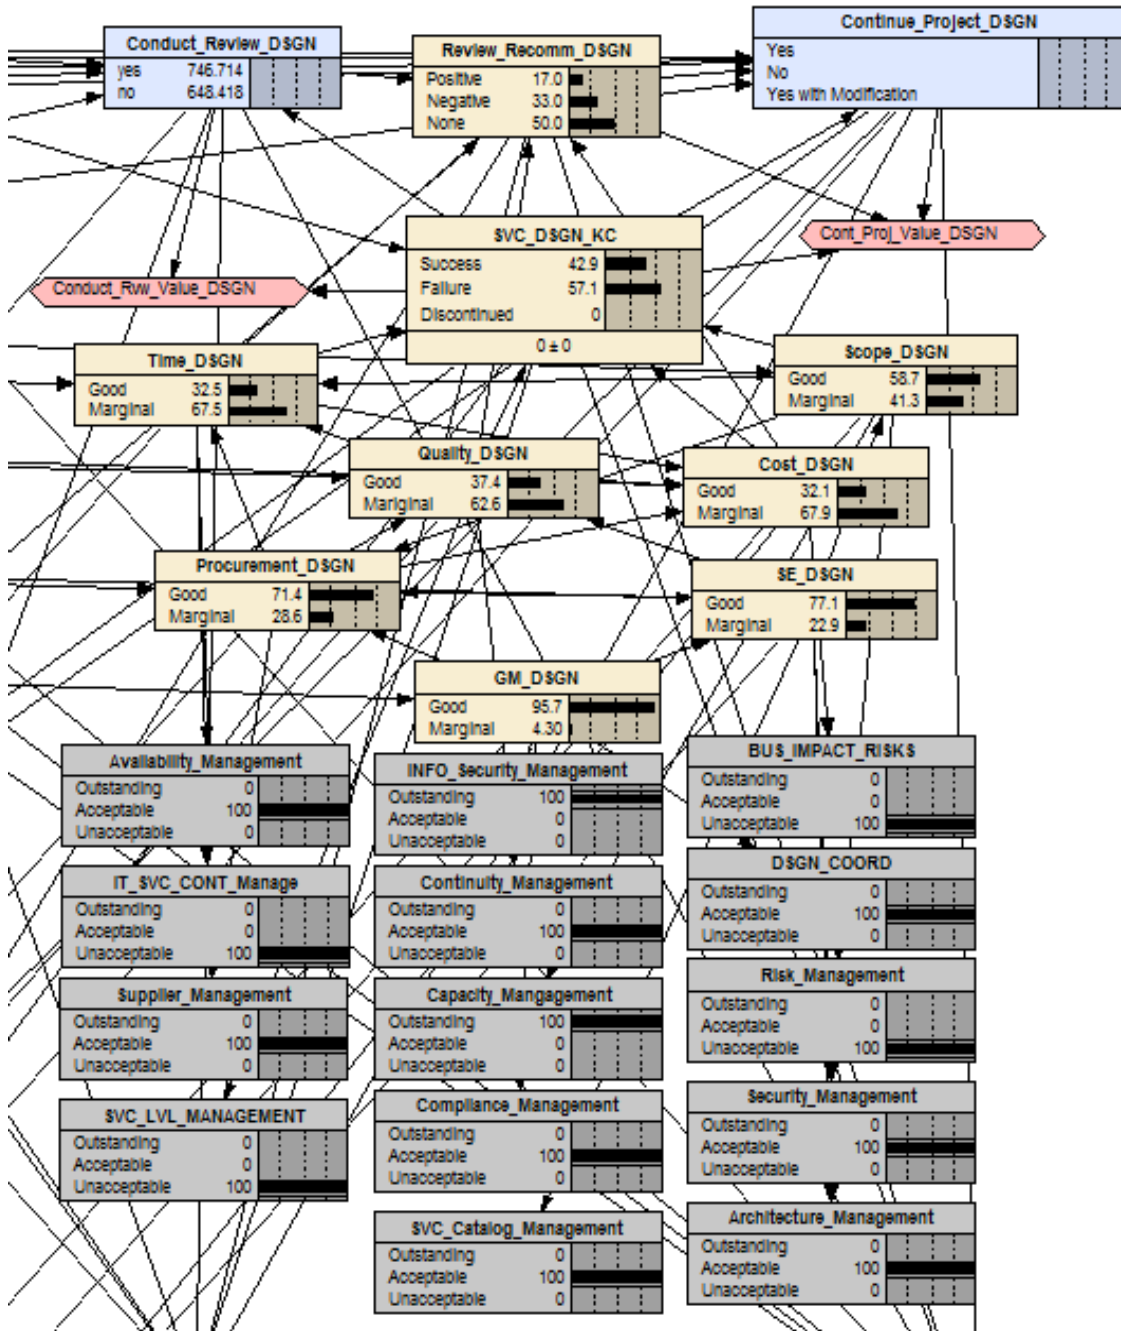 Conduct_Review_DSGN
yes 746.714
no 648.418
Review_Recomm_DSGN
Positive 17.0
Negative 33.0
None 50.0
Continue_Project_DSGN
Yes
No
Yes with Modification
SVC_DSGN_KC
Success 42.9
Failure 57.1
Discontinued 0
0 ± 0
Cont_Proj_Value_DSGN
Conduct_Rvw_Value_DSGN
Time_DSGN
Good 32.5
Marginal 67.5
Scope_DSGN
Good 58.7
Marginal 41.3
Quality_DSGN
Good 37.4
Mariginal 62.6
Cost_DSGN
Good 32.1
Marginal 67.9
Procurement_DSGN
Good 71.4
Marginal 28.6
SE_DSGN
Good 77.1
Marginal 22.9
GM_DSGN
Good 95.7
Marginal 4.30
Availability_Management
Outstanding 0
Acceptable 100
Unacceptable 0
INFO_Security_Management
Outstanding 100
Acceptable 0
Unacceptable 0
BUS_IMPACT_RISKS
Outstanding 0
Acceptable 0
Unacceptable 100
IT_SVC_CONT_Manage
Outstanding 0
Acceptable 0
Unacceptable 100
Continuity_Management
Outstanding 0
Acceptable 100
Unacceptable 0
DSGN_COORD
Outstanding 0
Acceptable 100
Unacceptable 0
Supplier_Management
Outstanding 0
Acceptable 100
Unacceptable 0
Capacity_Mangagement
Outstanding 100
Acceptable 0
Unacceptable 0
Risk_Management
Outstanding 0
Acceptable 0
Unacceptable 100
SVC_LVL_MANAGEMENT
Outstanding 0
Acceptable 0
Unacceptable 100
Compliance_Management
Outstanding 0
Acceptable 100
Unacceptable 0
Security_Management
Outstanding 0
Acceptable 100
Unacceptable 0
SVC_Catalog_Management
Outstanding 0
Acceptable 100
Unacceptable 0
Architecture_Management
Outstanding 0
Acceptable 100
Unacceptable 0